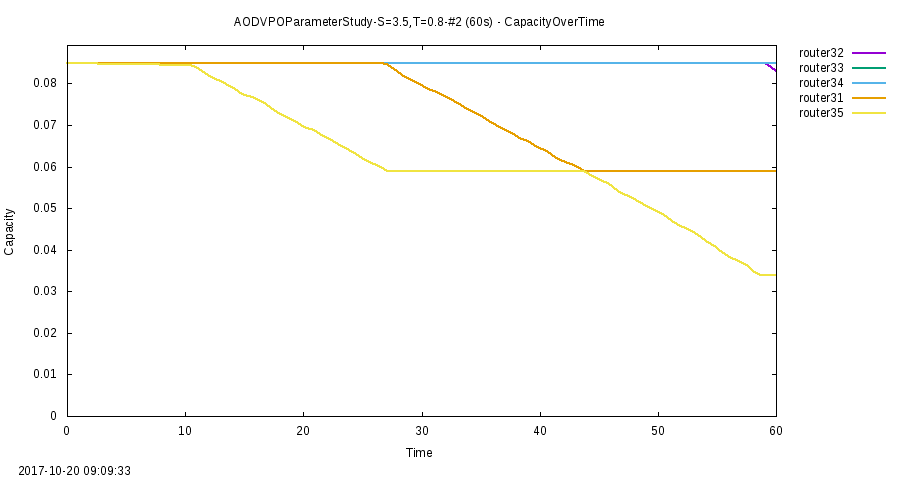 AODVPOParameterStudy-S=3.5,T=0.8-#2 (60s) - CapacityOverTime
router32
router33
router34
router31
router35
0.08
0.07
0.06
0.05
0.04
0.03
0.02
0.01
0
Capacity
0 10 20 30 40 50 60
Time
2017-10-20 09:09:33